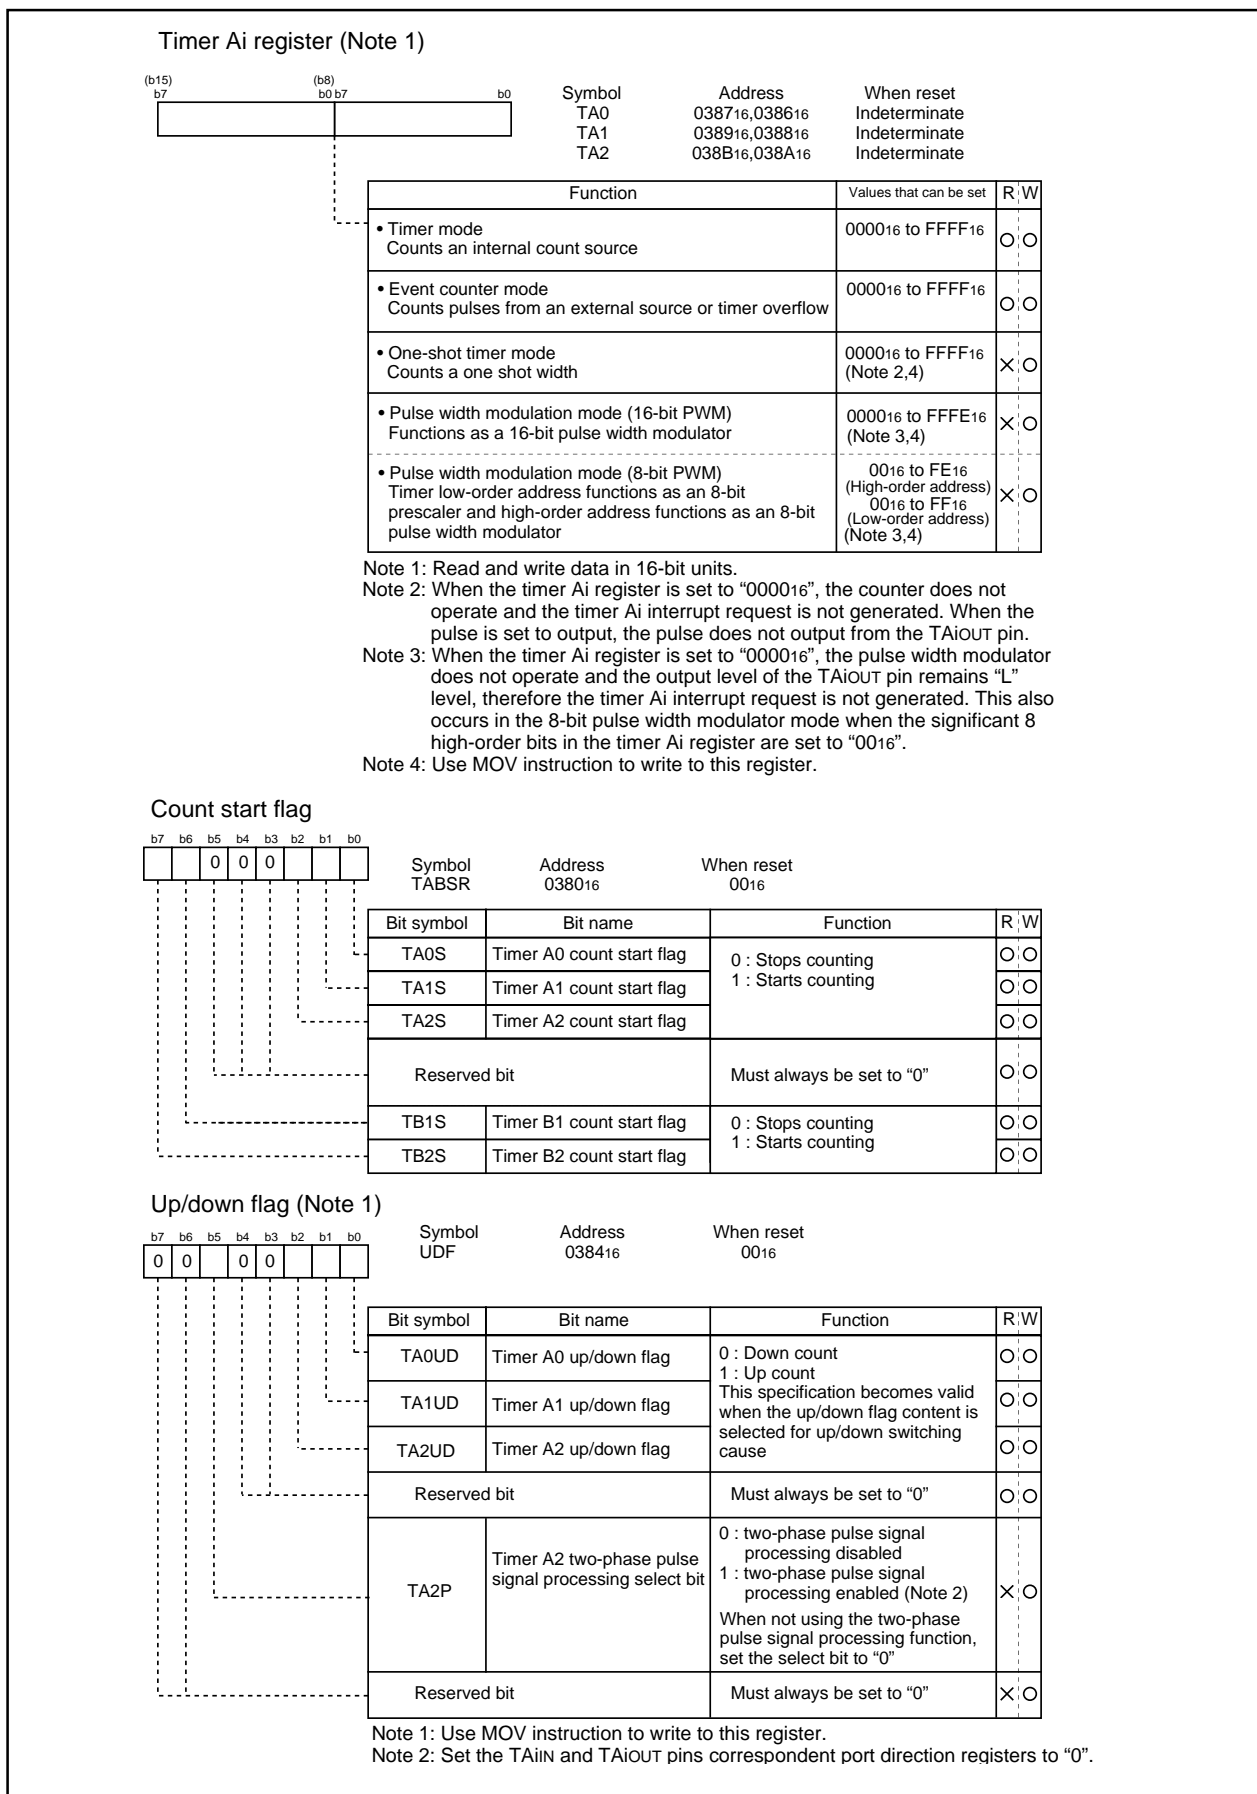 Timer Ai register (Note 1)
(b15) (b8)
b7 b0 b7 b0
Symbol Address When reset
TA0 038716,038616 Indeterminate
TA1 038916,038816 Indeterminate
TA2 038B16,038A16 Indeterminate
Function Values that can be set R W
• Timer mode 000016 to FFFF16
Counts an internal count source
• Event counter mode 000016 to FFFF16
Counts pulses from an external source or timer overflow
• One-shot timer mode 000016 to FFFF16
Counts a one shot width (Note 2,4)
• Pulse width modulation mode (16-bit PWM) 000016 to FFFE16
Functions as a 16-bit pulse width modulator (Note 3,4)
• Pulse width modulation mode (8-bit PWM) 0016 to FE16
Timer low-order address functions as an 8-bit (High-order address)
prescaler and high-order address functions as an 8-bit 0016 to FF16
pulse width modulator (Low-order address)
(Note 3,4)
Note 1: Read and write data in 16-bit units.
Note 2: When the timer Ai register is set to “000016”, the counter does not
operate and the timer Ai interrupt request is not generated. When the
pulse is set to output, the pulse does not output from the TAiOUT pin.
Note 3: When the timer Ai register is set to “000016”, the pulse width modulator
does not operate and the output level of the TAiOUT pin remains “L”
level, therefore the timer Ai interrupt request is not generated. This also
occurs in the 8-bit pulse width modulator mode when the significant 8
high-order bits in the timer Ai register are set to “0016”.
Note 4: Use MOV instruction to write to this register.
Count start flag
b7 b6 b5 b4 b3 b2 b1 b0
0 0 0
Symbol Address When reset
TABSR 038016 0016
Bit symbol Bit name Function R W
TA0S Timer A0 count start flag 0 : Stops counting
TA1S Timer A1 count start flag 1 : Starts counting
TA2S Timer A2 count start flag
Reserved bit Must always be set to “0”
TB1S Timer B1 count start flag 0 : Stops counting
TB2S Timer B2 count start flag 1 : Starts counting
Up/down flag (Note 1)
b7 b6 b5 b4 b3 b2 b1 b0
0 0 0 0
Symbol Address When reset
UDF 038416 0016
Bit symbol Bit name Function R W
TA0UD Timer A0 up/down flag 0 : Down count
1 : Up count
TA1UD Timer A1 up/down flag This specification becomes valid
when the up/down flag content is
TA2UD Timer A2 up/down flag selected for up/down switching
cause
Reserved bit Must always be set to “0”
TA2P Timer A2 two-phase pulse 0 : two-phase pulse signal
signal processing select bit processing disabled
1 : two-phase pulse signal
processing enabled (Note 2)
When not using the two-phase
pulse signal processing function,
set the select bit to “0”
Reserved bit Must always be set to “0”
Note 1: Use MOV instruction to write to this register.
Note 2: Set the TAiIN and TAiOUT pins correspondent port direction registers to “0”.